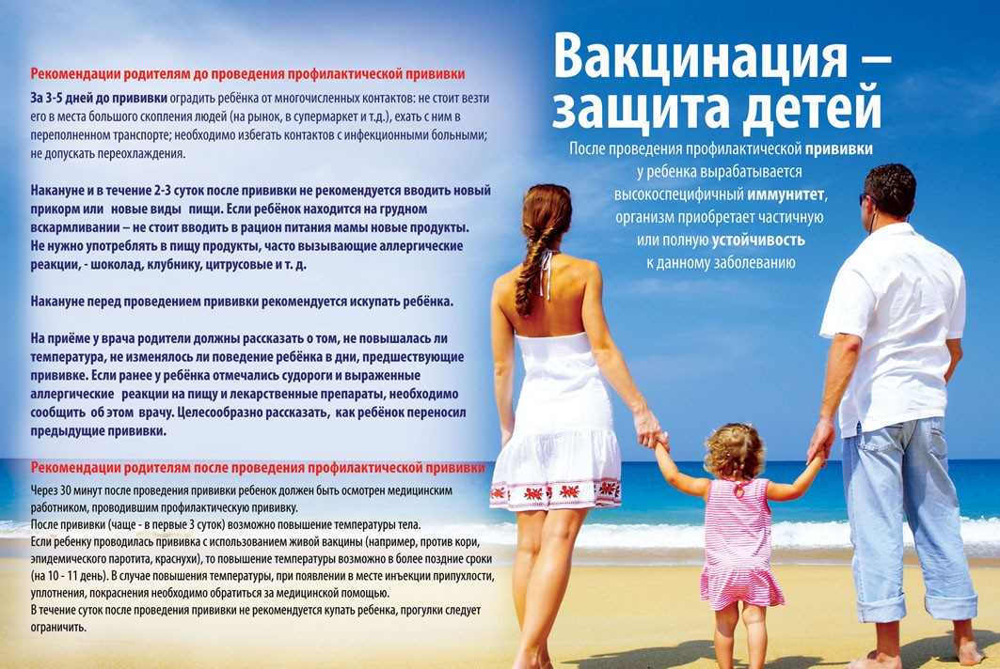 Вакцинация –
защита детей
После проведения профилактической прививки
у ребенка вырабатывается
высокоспецифичный иммунитет,
организм приобретает частичную
или полную устойчивость
к данному заболеванию
Рекомендации родителям до проведения профилактической прививки
За 3-5 дней до прививки оградить ребёнка от многочисленных контактов: не стоит везти
его в места большого скопления людей (на рынок, в супермаркет и т.д.), ехать с ним в
переполненном транспорте; необходимо избегать контактов с инфекционными больными;
не допускать переохлаждения.
Накануне и в течение 2-3 суток после прививки не рекомендуется вводить новый
прикорм или новые виды пищи. Если ребёнок находится на грудном
вскармливании – не стоит вводить в рацион питания мамы новые продукты.
Не нужно употреблять в пищу продукты, часто вызывающие аллергические
реакции, - шоколад, клубнику, цитрусовые и т. д.
Накануне перед проведением прививки рекомендуется искупать ребёнка.
На приёме у врача родители должны рассказать о том, не повышалась ли
температура, не изменялось ли поведение ребёнка в дни, предшествующие
прививке. Если ранее у ребёнка отмечались судороги и выраженные
аллергические реакции на пищу и лекарственные препараты, необходимо
сообщить об этом врачу. Целесообразно рассказать, как ребёнок переносил
предыдущие прививки.
Рекомендации родителям после проведения профилактической прививки
Через 30 минут после проведения прививки ребенок должен быть осмотрен медицинским
работником, проводившим профилактическую прививку.
После прививки (чаще - в первые 3 суток) возможно повышение температуры тела.
Если ребенку проводилась прививка с использованием живой вакцины (например, против кори,
эпидемического паротита, краснухи), то повышение температуры возможно в более поздние сроки
(на 10 - 11 день). В случае повышения температуры, при появлении в месте инъекции припухлости,
уплотнения, покраснения необходимо обратиться за медицинской помощью.
В течение суток после проведения прививки не рекомендуется купать ребенка, прогулки следует
ограничить.